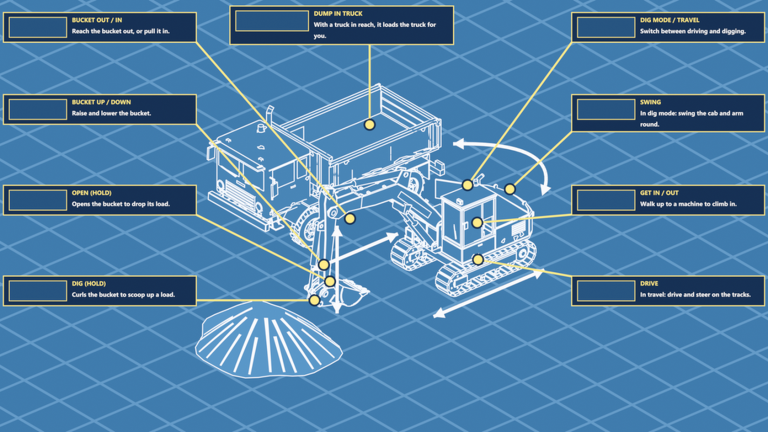 BUCKET OUT / IN
Reach the bucket out, or pull it in.
DUMP IN TRUCK
With a truck in reach, it loads the truck for
you.
DIG MODE / TRAVEL
Switch between driving and digging.
BUCKET UP / DOWN
Raise and lower the bucket.
SWING
In dig mode: swing the cab and arm
round.
OPEN (HOLD)
Opens the bucket to drop its load.
GET IN / OUT
Walk up to a machine to climb in.
DIG (HOLD)
Curls the bucket to scoop up a load.
DRIVE
In travel: drive and steer on the tracks.